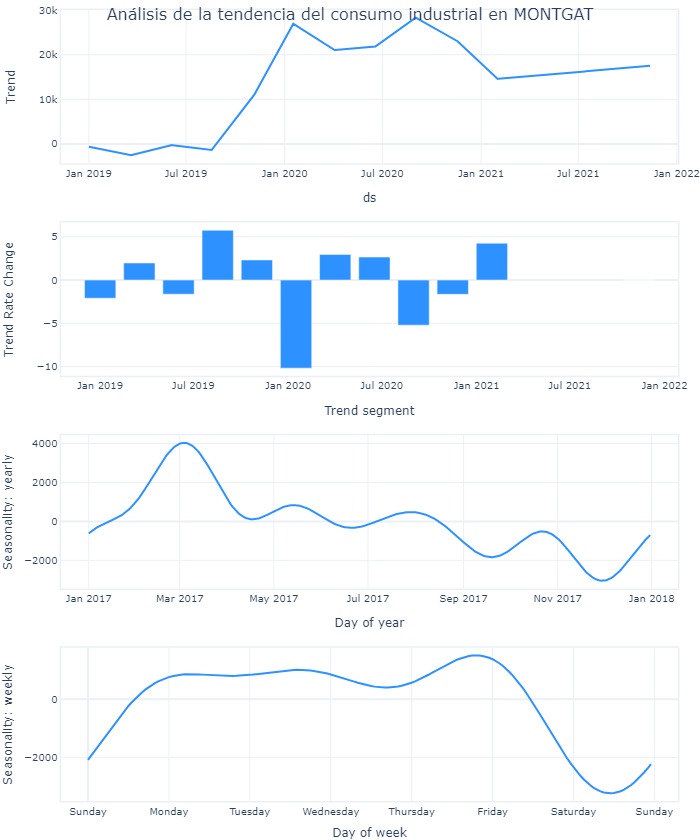 Análisis de la tendencia del consumo industrial en MONTGAT
30k
20k
10k
0
Trend
Jan 2019 Jul 2019 Jan 2020 Jul 2020 Jan 2021 Jul 2021 Jan 2022
ds
5
0
−5
−10
Trend Rate Change
Jan 2019 Jul 2019 Jan 2020 Jul 2020 Jan 2021 Jul 2021 Jan 2022
Trend segment
4000
2000
0
−2000
Seasonality: yearly
Jan 2017 Mar 2017 May 2017 Jul 2017 Sep 2017 Nov 2017 Jan 2018
Day of year
0
−2000
Seasonality: weekly
Sunday Monday Tuesday Wednesday Thursday Friday Saturday Sunday
Day of week